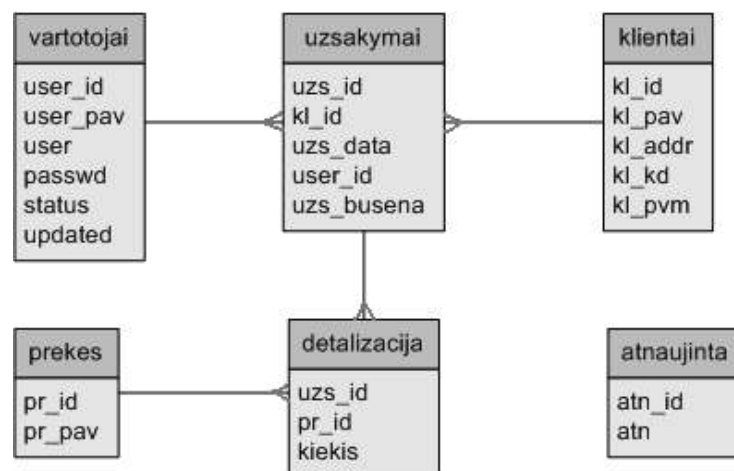 vartotojai
user_id
user_pav
user
passwd
status
updated
uzsakymai
uzs_id
kl_id
uzs_data
user_id
uzs_busena
klientai
kl_id
kl_pav
kl_addr
kl_kd
kl_pvm
prekes
pr_id
pr_pav
detalizacija
uzs_id
pr_id
kiekis
atnaujinta
atn_id
atn